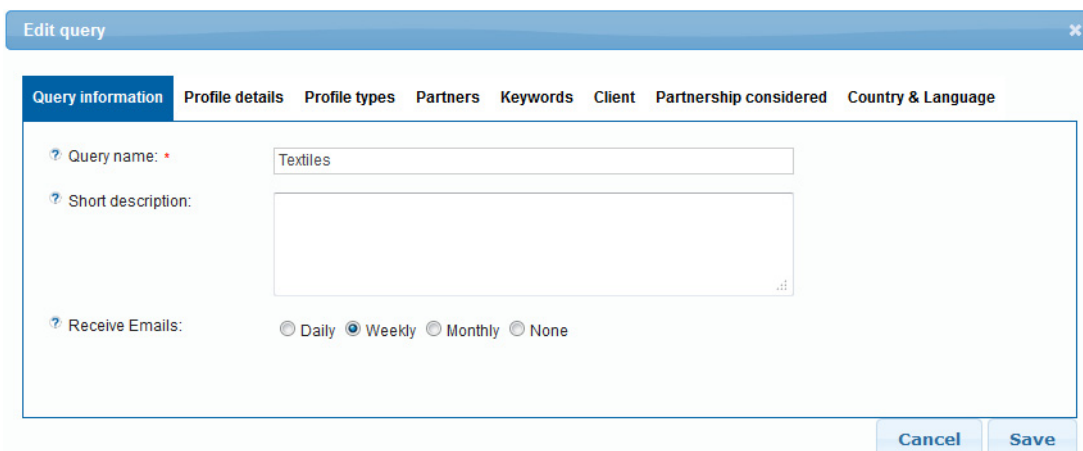 Edit query
Query information Profile details Profile types Partners Keywords Client Partnership considered Country & Language
? Query name: * Textiles
? Short description:
? Receive Emails: Daily Weekly Monthly None
Cancel Save